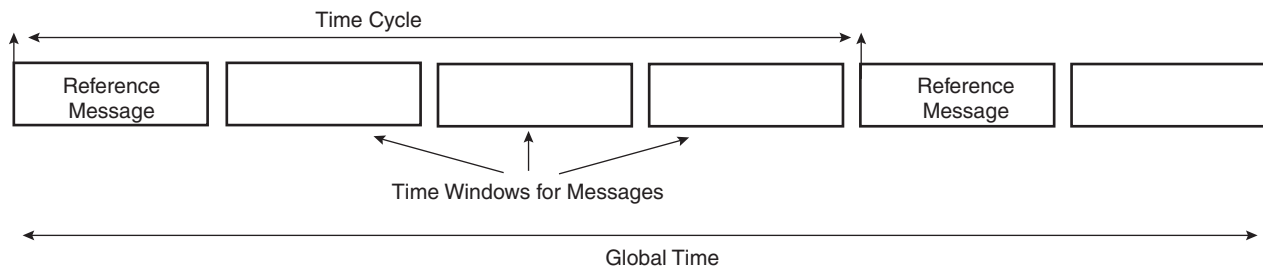 Time Cycle
Reference
Message
Reference
Message
Time Windows for Messages
Global Time